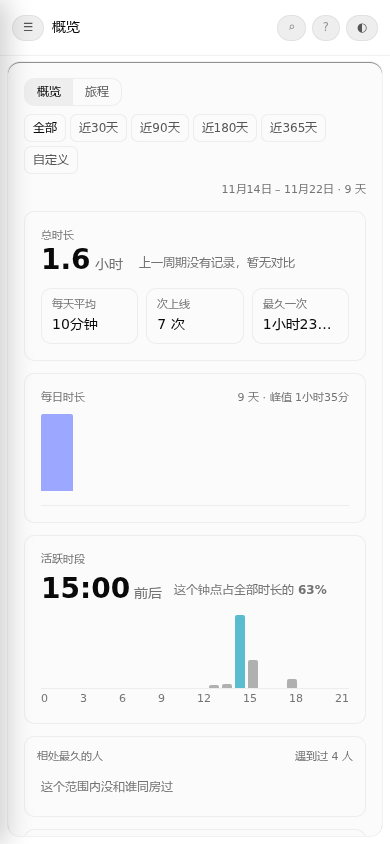 ☰ 概览 ⌕ ? ◐
概览 旅程
全部 近30天 近90天 近180天 近365天
自定义
11月14日 – 11月22日 · 9 天
总时长
1.6 小时 上一周期没有记录，暂无对比
每天平均 次上线 最久一次
10分钟 7 次 1小时23…
每日时长 9 天 · 峰值 1小时35分
活跃时段
15:00 前后 这个钟点占全部时长的 63%
0 3 6 9 12 15 18 21
相处最久的人 遇到过 4 人
这个范围内没和谁同房过